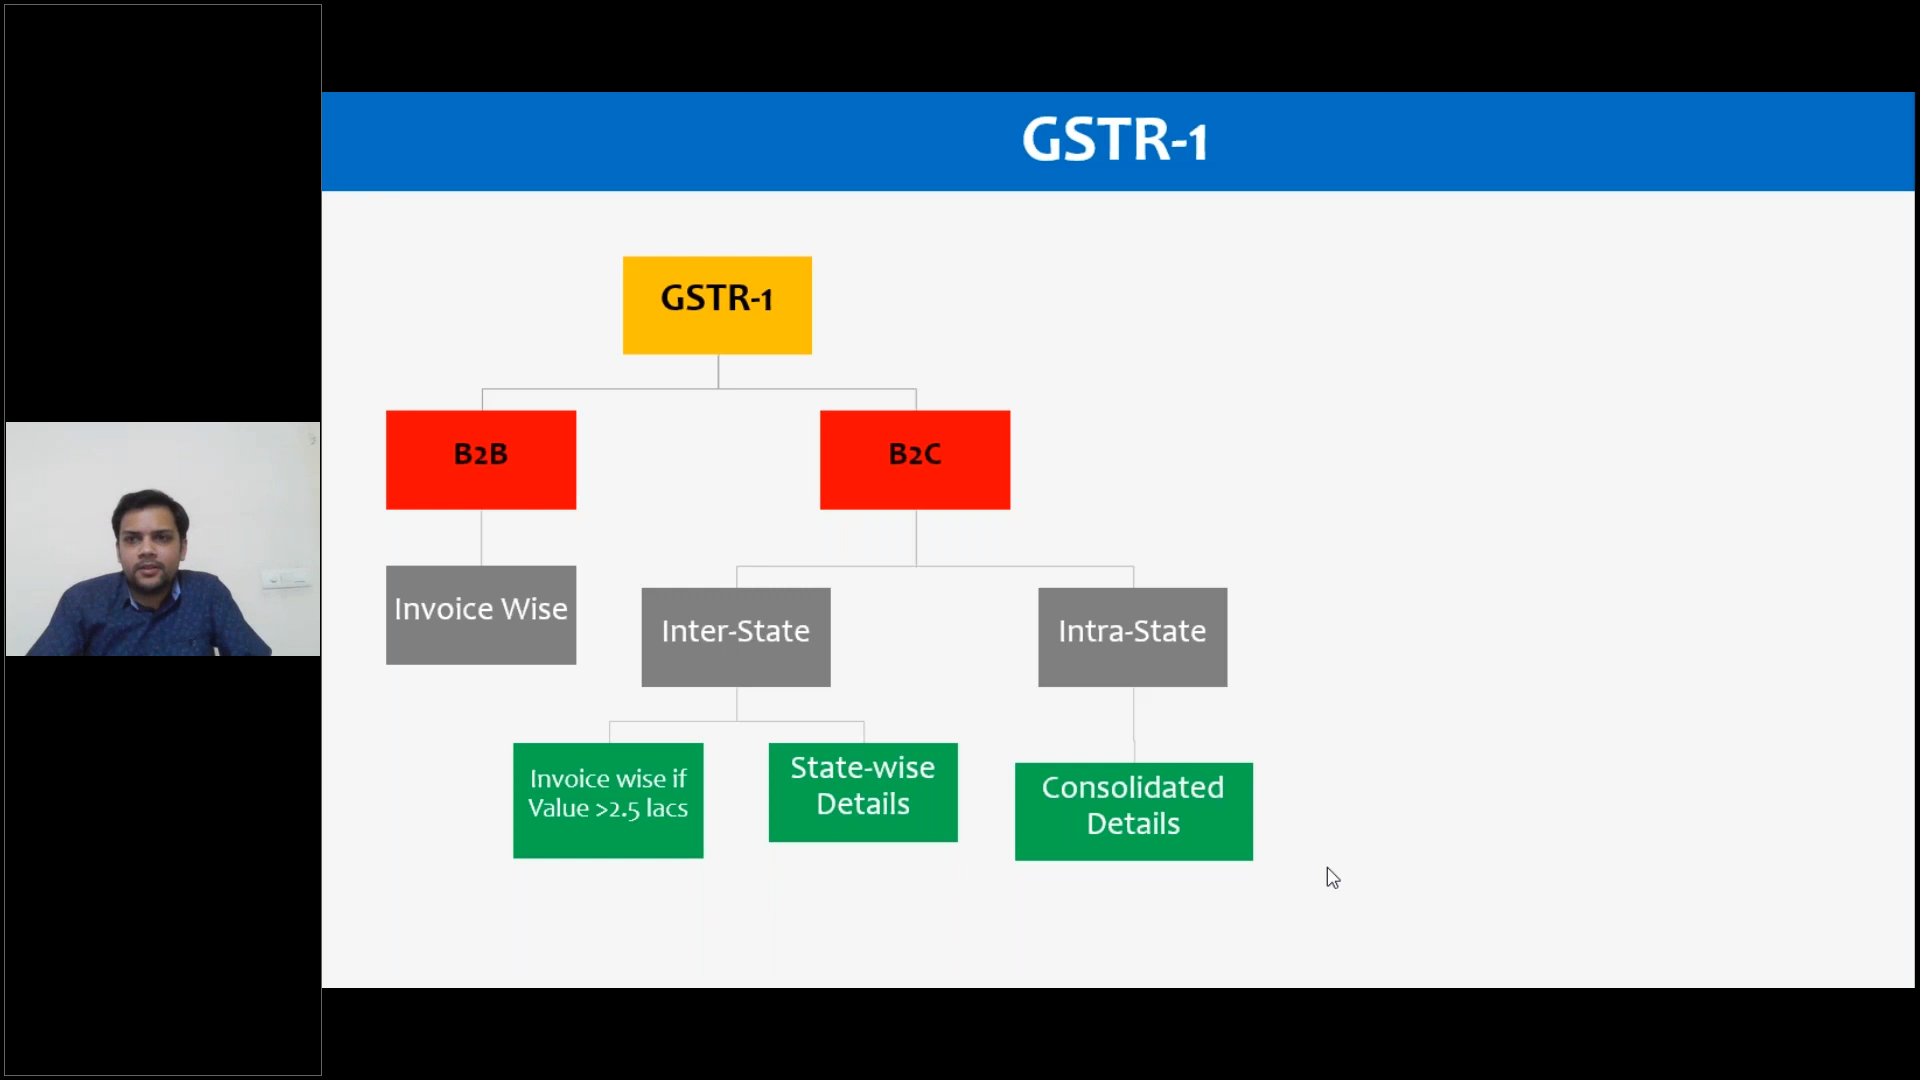 GSTR-1
GSTR-1
B2B
B2C
Invoice Wise
Inter-State
Intra-State
Invoice wise if
Value >2.5 lacs
State-wise
Details
Consolidated
Details